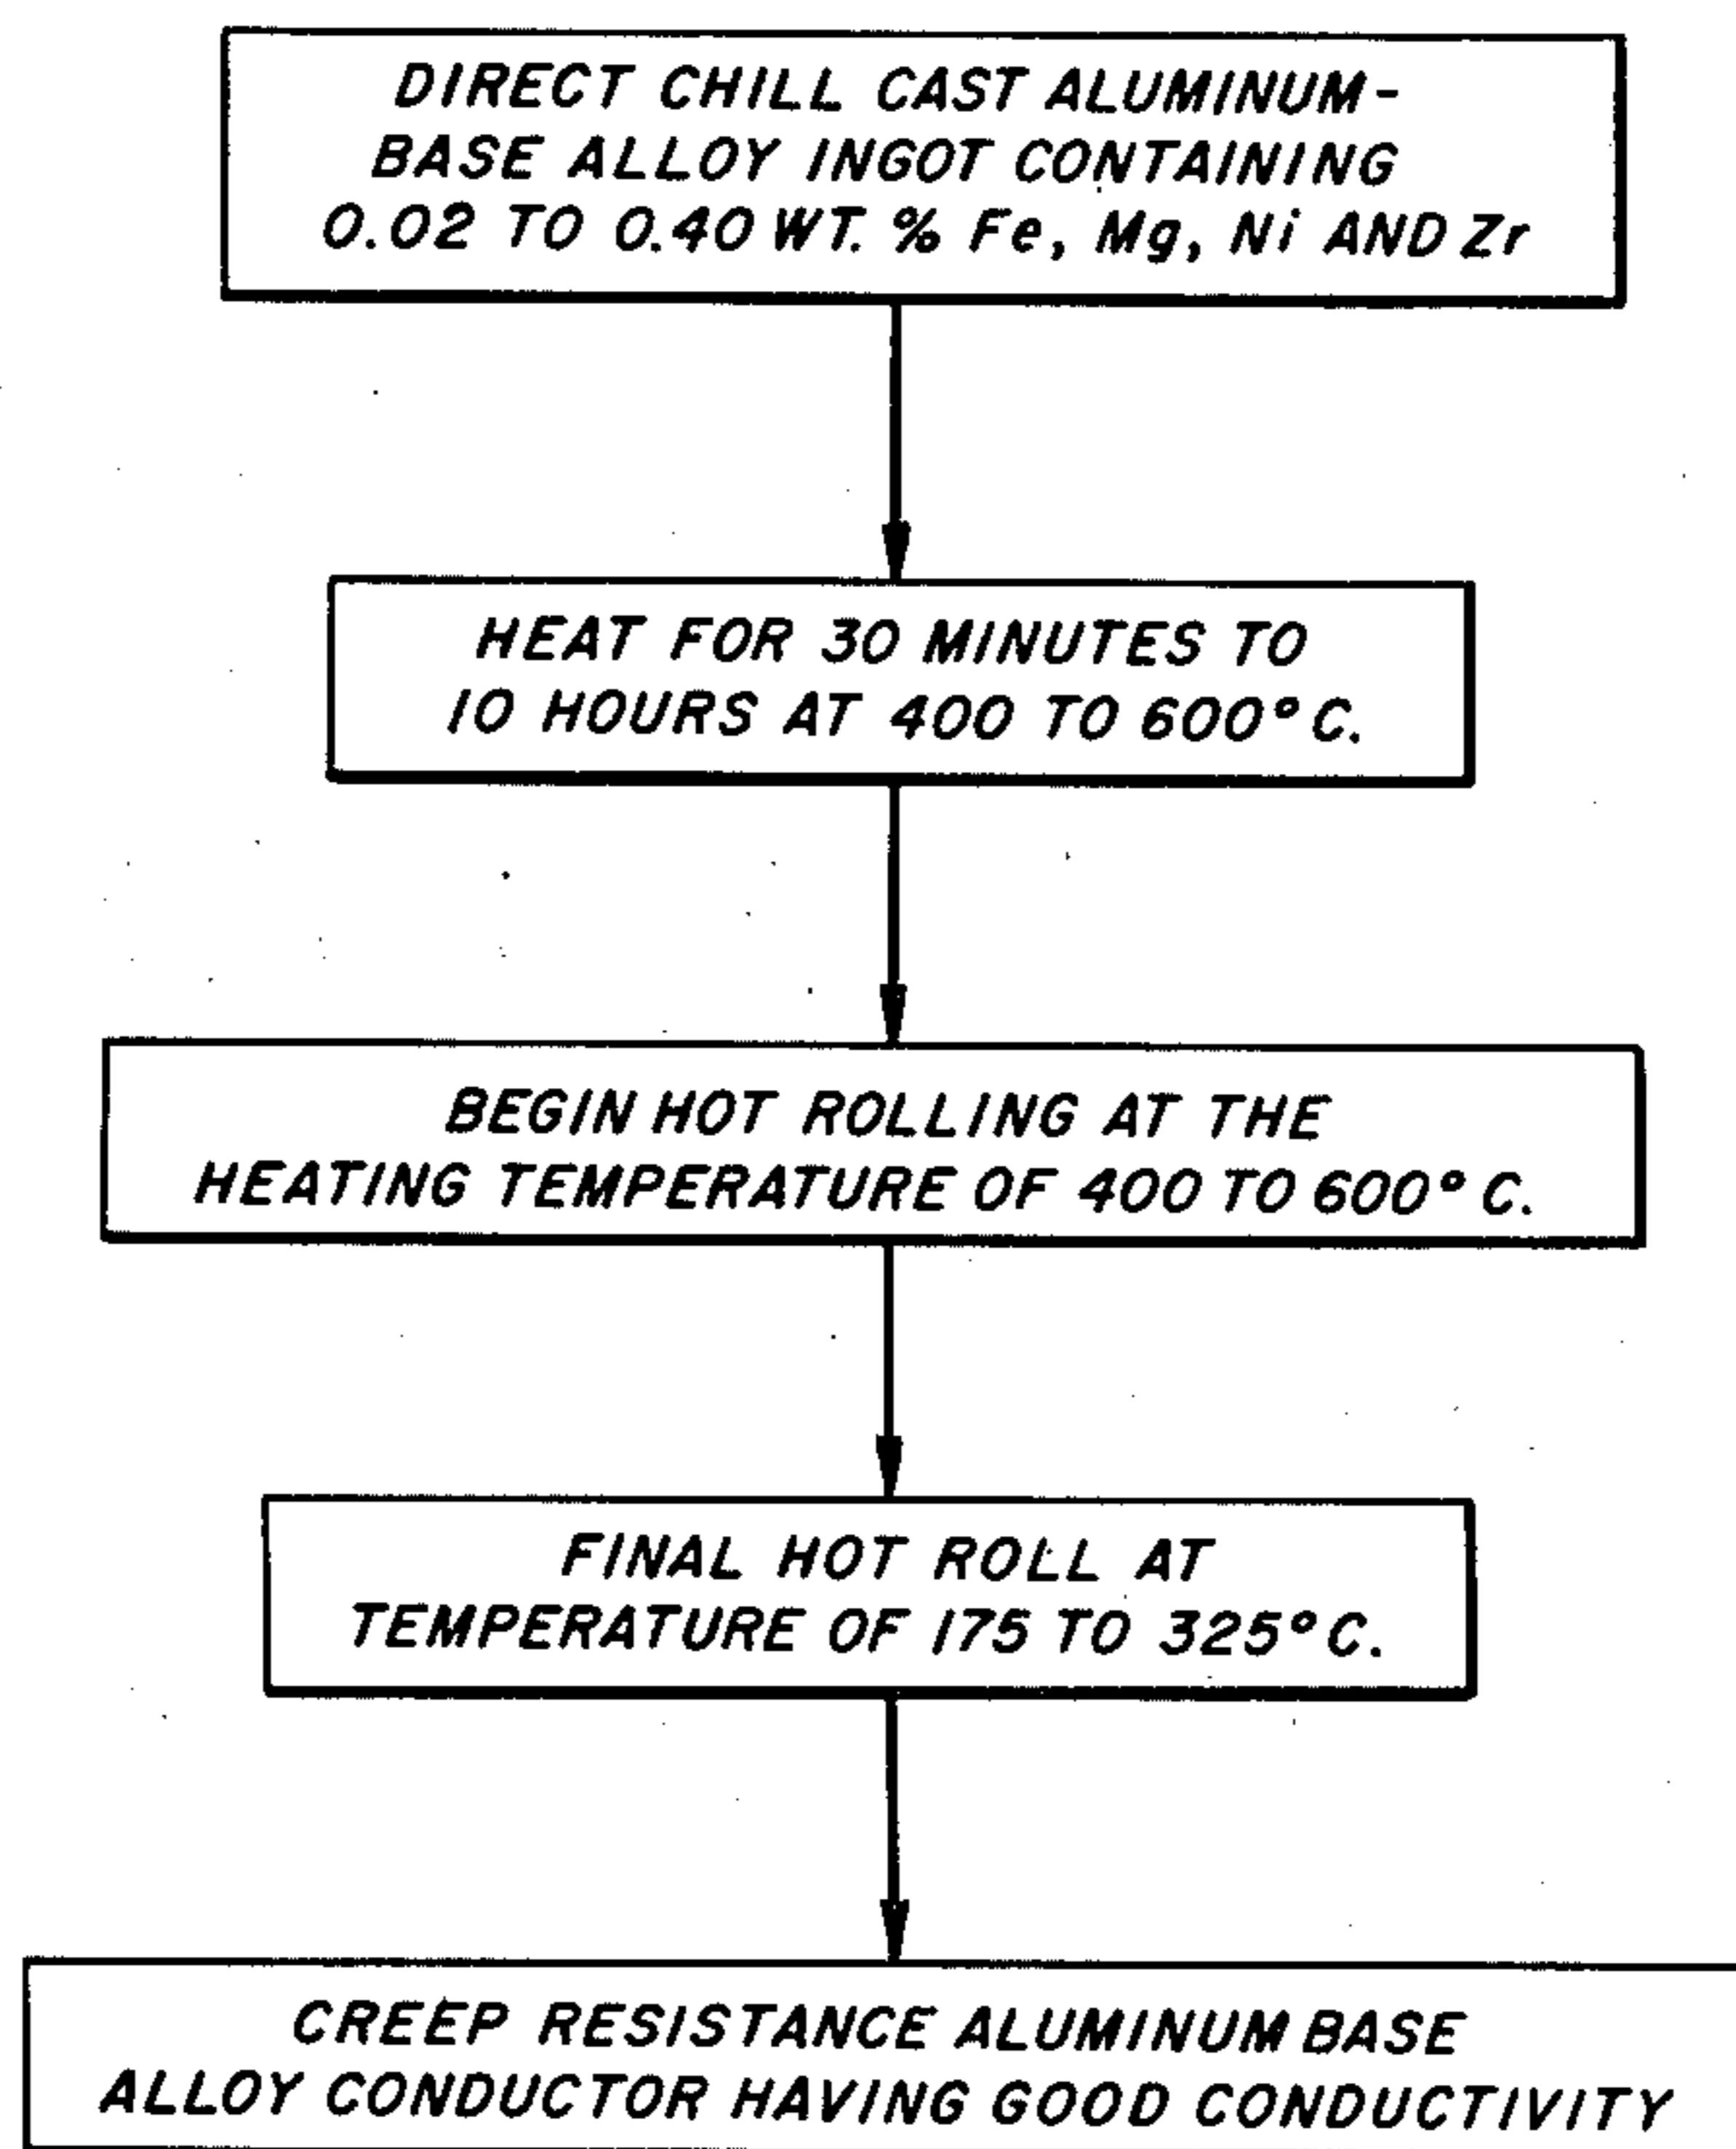 DIRECT CHILL CAST ALUMINUM-
BASE ALLOY INGOT CONTAINING
0.02 TO 0.40 WT. % Fe, Mg, Ni AND Zr
HEAT FOR 30 MINUTES TO
10 HOURS AT 400 TO 600°C.
BEGIN HOT ROLLING AT THE
HEATING TEMPERATURE OF 400 TO 600°C.
FINAL HOT ROLL AT
TEMPERATURE OF 175 TO 325°C.
CREEP RESISTANCE ALUMINUM BASE
ALLOY CONDUCTOR HAVING GOOD CONDUCTIVITY